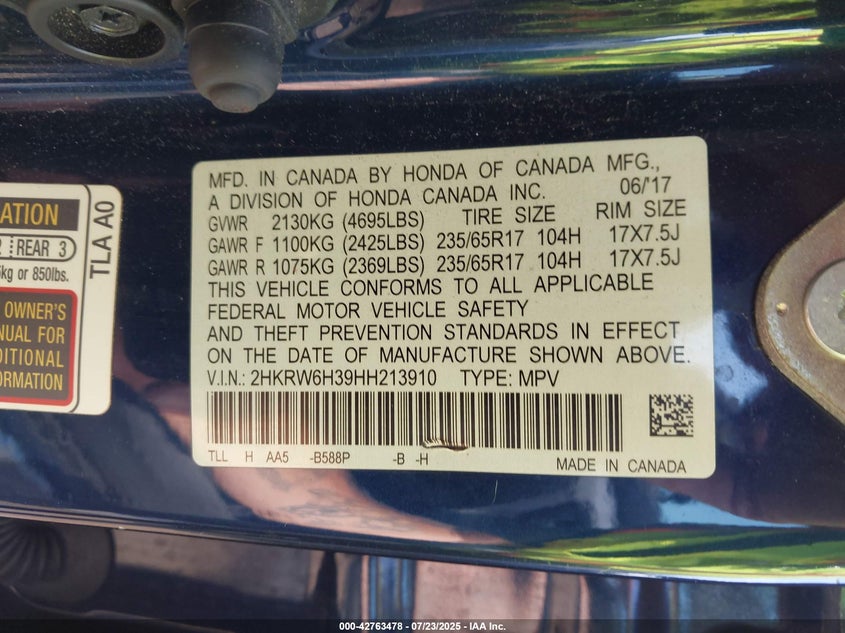 MFD. IN CANADA BY HONDA OF CANADA MFG.,
A DIVISION OF HONDA CANADA INC. 06/'17
GVWR 2130KG (4695LBS) TIRE SIZE RIM SIZE
GAWR F 1100KG (2425LBS) 235/65R17 104H 17X7.5J
GAWR R 1075KG (2369LBS) 235/65R17 104H 17X7.5J
THIS VEHICLE CONFORMS TO ALL APPLICABLE
FEDERAL MOTOR VEHICLE SAFETY
AND THEFT PREVENTION STANDARDS IN EFFECT
ON THE DATE OF MANUFACTURE SHOWN ABOVE.
V.I.N.: 2HKRW6H39HH213910 TYPE: MPV
TLL H AA5 -B588P -B -H
MADE IN CANADA
TLA A0
REAR 3
kg or 850lbs.
OWNER'S
FOR
000-42763478 - 07/23/2025 - IAA Inc.